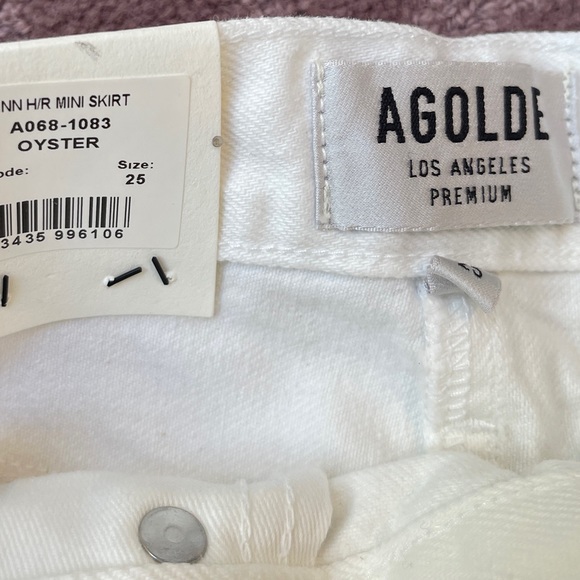 NN H/R MINI SKIRT
A068-1083
OYSTER
ode: Size:
25
3435 996106
AGOLDE
LOS ANGELES
PREMIUM